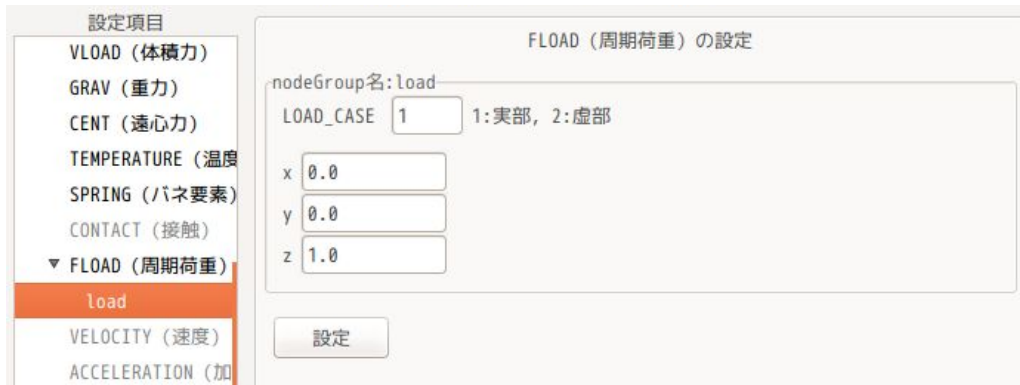 設定項目
VLOAD (体積力)
GRAV (重力)
CENT (遠心力)
TEMPERATURE (温度
SPRING (バネ要素)
CONTACT (接触)
▼ FLOAD (周期荷重)
load
VELOCITY (速度)
ACCELERATION (加
FLOAD (周期荷重) の設定
nodeGroup名:load
LOAD_CASE 1 1:実部, 2:虚部
x 0.0
y 0.0
z 1.0
設定